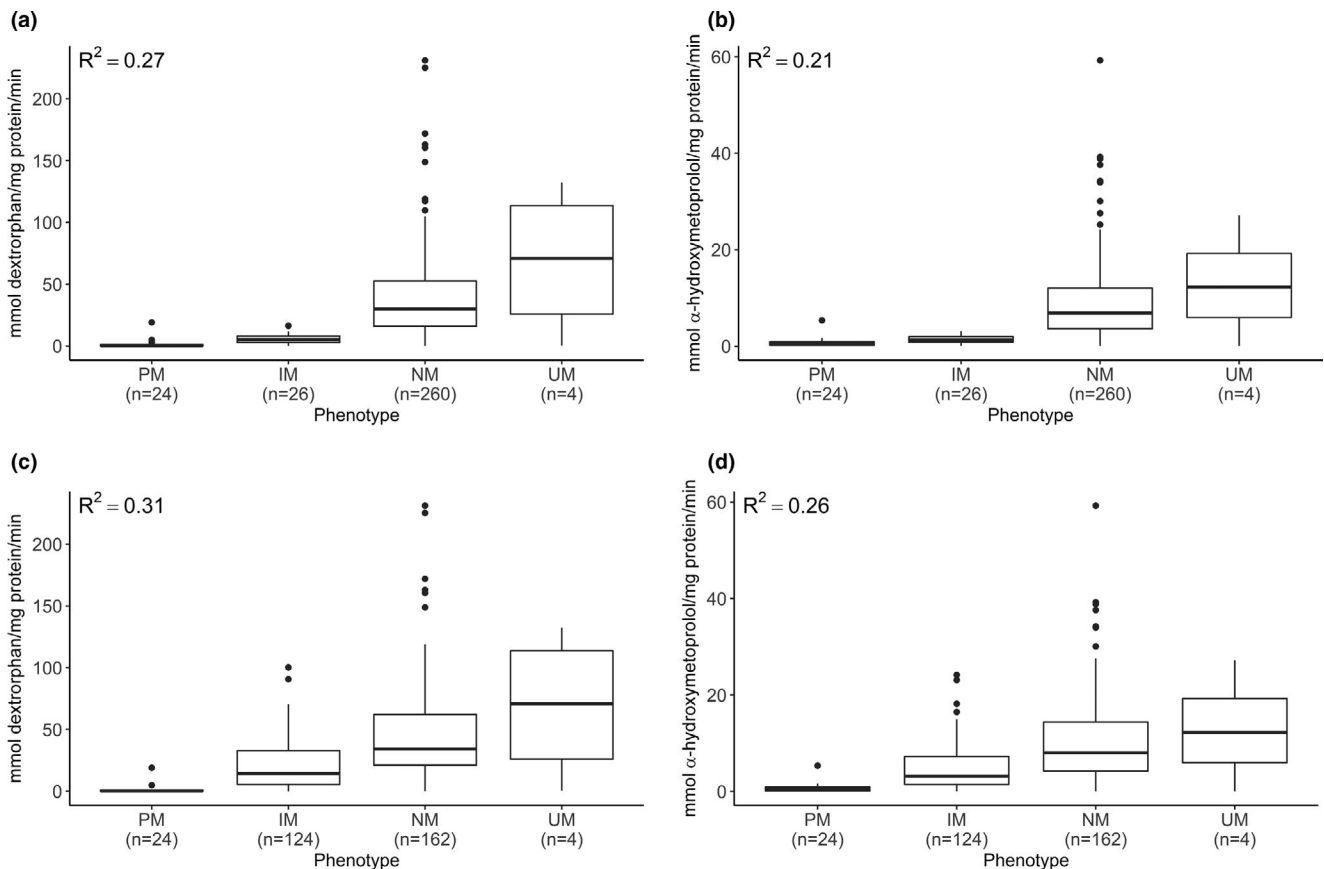 (a)
R² = 0.27
mmol dextrorphan/mg protein/min
200
150
100
50
0
PM IM NM UM
(n=24) (n=26) (n=260) (n=4)
Phenotype
(b)
R² = 0.21
mmol α-hydroxymetoprolol/mg protein/min
60
40
20
0
PM IM NM UM
(n=24) (n=26) (n=260) (n=4)
Phenotype
(c)
R² = 0.31
mmol dextrorphan/mg protein/min
200
150
100
50
0
PM IM NM UM
(n=24) (n=124) (n=162) (n=4)
Phenotype
(d)
R² = 0.26
mmol α-hydroxymetoprolol/mg protein/min
60
40
20
0
PM IM NM UM
(n=24) (n=124) (n=162) (n=4)
Phenotype